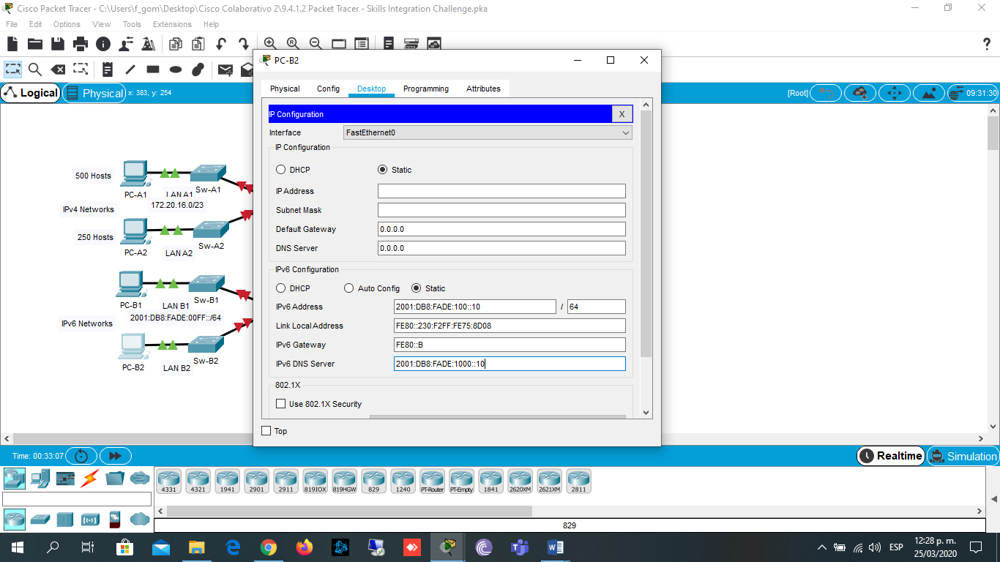 Cisco Packet Tracer - C:\Users\f_gom\Desktop\Cisco Colaborativo 2\9.4.1.2 Packet Tracer - Skills Integration Challenge.pka
File Edit Options View Tools Extensions Help
?
PC-B2
Logical Physical x: 383, y: 254
[Root] 09:31:30
Physical Config Desktop Programming Attributes
IP Configuration X
Interface FastEthernet0
IP Configuration
DHCP Static
IP Address
Subnet Mask
Default Gateway 0.0.0.0
DNS Server 0.0.0.0
IPv6 Configuration
DHCP Auto Config Static
IPv6 Address 2001:DB8:FADE:100::10 / 64
Link Local Address FE80::230:F2FF:FE75:8D08
IPv6 Gateway FE80::B
IPv6 DNS Server 2001:DB8:FADE:1000::10
802.1X
Use 802.1X Security
Top
500 Hosts
PC-A1
LAN A1
Sw-A1
172.20.16.0/23
IPv4 Networks
250 Hosts
PC-A2
LAN A2
Sw-A2
PC-B1
LAN B1
Sw-B1
2001:DB8:FADE:00FF::/64
IPv6 Networks
PC-B2
LAN B2
Sw-B2
Time: 00:33:07
Realtime Simulation
4331 4321 1941 2901 2911 819IOX 819HGW 829 1240 PT-Router PT-Empty 1841 2620XM 2621XM 2811
829
ESP
12:28 p. m.
25/03/2020